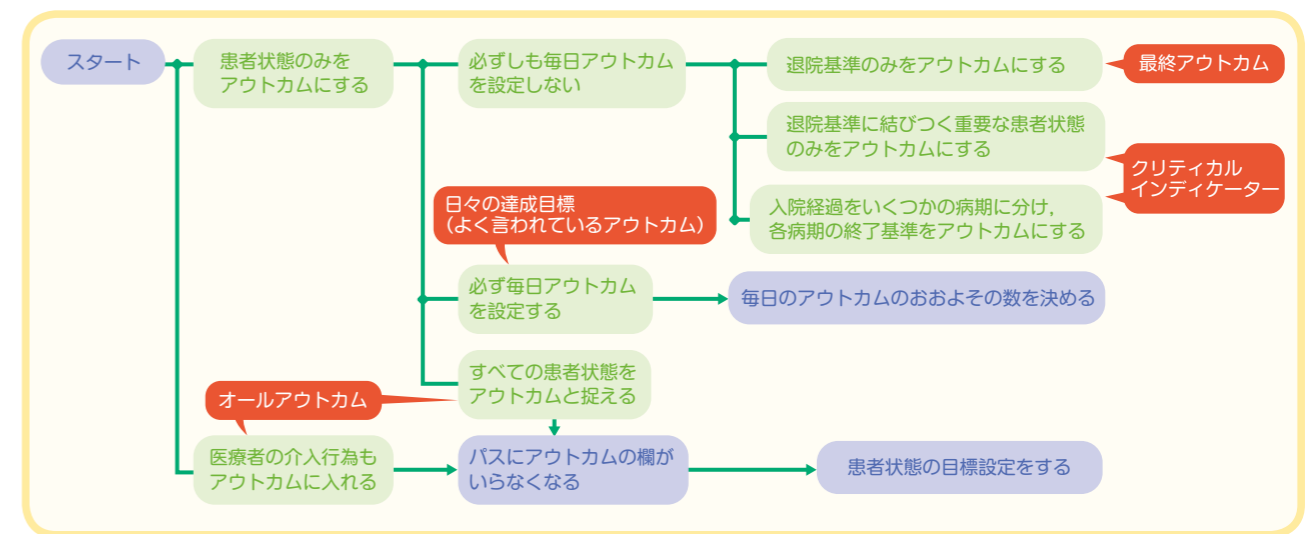 スタート
患者状態のみを
アウトカムにする
必ずしも毎日アウトカム
を設定しない
退院基準のみをアウトカムにする
最終アウトカム
退院基準に結びつく重要な患者状態
のみをアウトカムにする
クリティカル
インディケーター
入院経過をいくつかの病期に分け，
各病期の終了基準をアウトカムにする
日々の達成目標
（よく言われているアウトカム）
必ず毎日アウトカム
を設定する
毎日のアウトカムのおおよその数を決める
すべての患者状態を
アウトカムと捉える
オールアウトカム
医療者の介入行為も
アウトカムに入れる
パスにアウトカムの欄が
いらなくなる
患者状態の目標設定をする